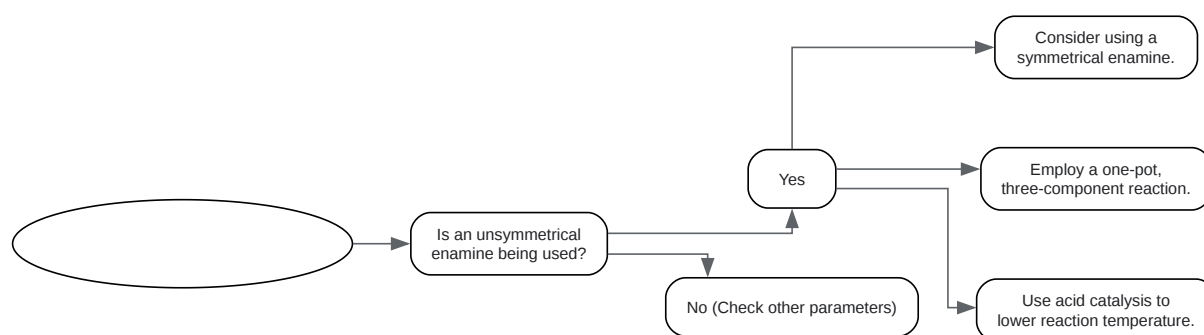 Consider using a
symmetrical enamine.
Yes
Employ a one-pot,
three-component reaction.
Is an unsymmetrical
enamine being used?
No (Check other parameters)
Use acid catalysis to
lower reaction temperature.